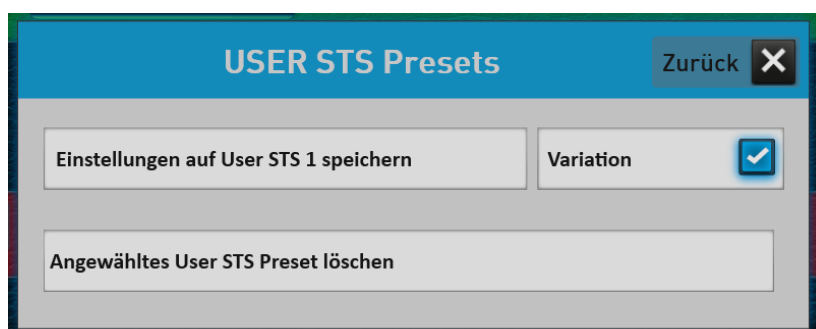 USER STS Presets
Zurück
Einstellungen auf User STS 1 speichern
Variation
Angewähltes User STS Preset löschen